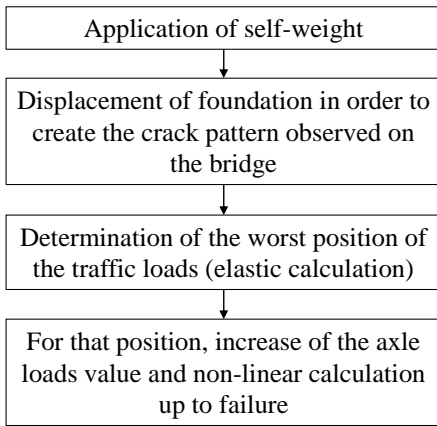 Application of self-weight
Displacement of foundation in order to
create the crack pattern observed on
the bridge
Determination of the worst position of
the traffic loads (elastic calculation)
For that position, increase of the axle
loads value and non-linear calculation
up to failure